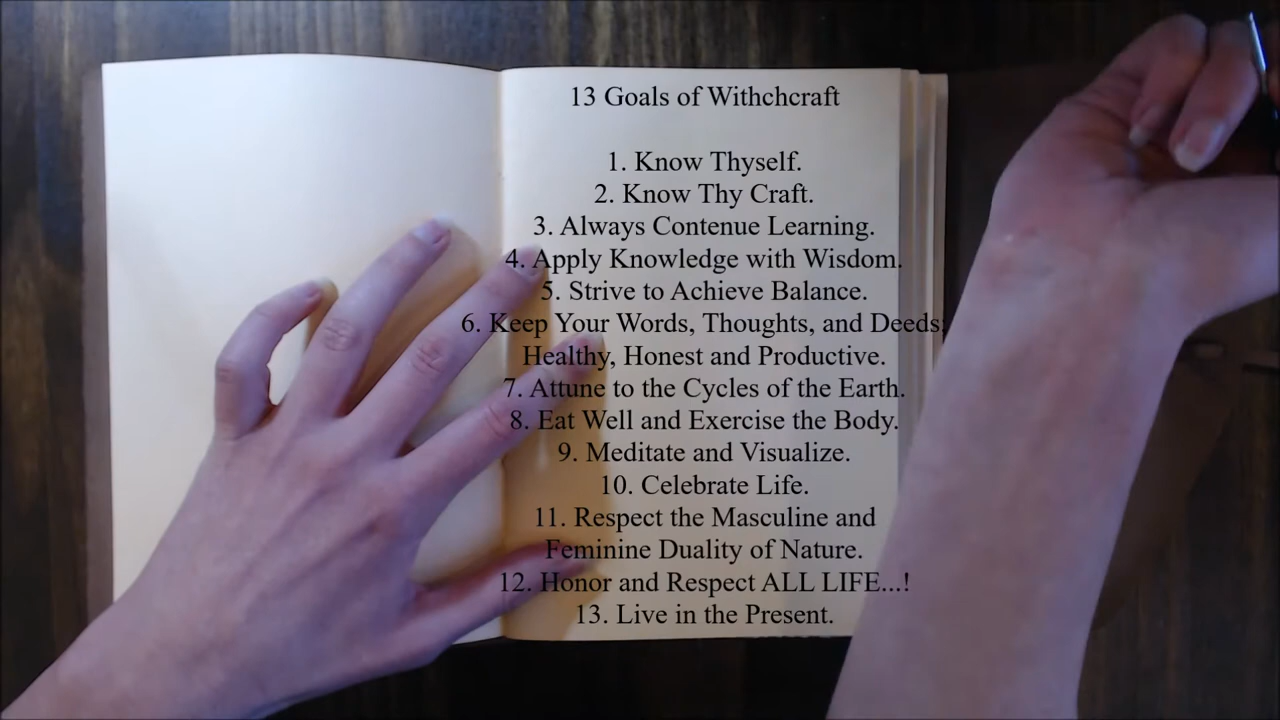 13 Goals of Withchcraft
1. Know Thyself.
2. Know Thy Craft.
3. Always Contenue Learning.
4. Apply Knowledge with Wisdom.
5. Strive to Achieve Balance.
6. Keep Your Words, Thoughts, and Deeds;
Healthy, Honest and Productive.
7. Attune to the Cycles of the Earth.
8. Eat Well and Exercise the Body.
9. Meditate and Visualize.
10. Celebrate Life.
11. Respect the Masculine and
Feminine Duality of Nature.
12. Honor and Respect ALL LIFE...!
13. Live in the Present.